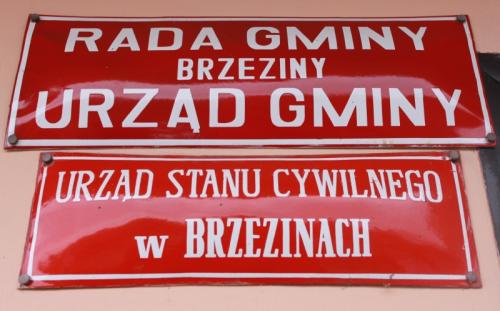 RADA GMINY
BRZEZINY
URZĄD GMINY
URZĄD STANU CYWILNEGO
w BRZEZINACH